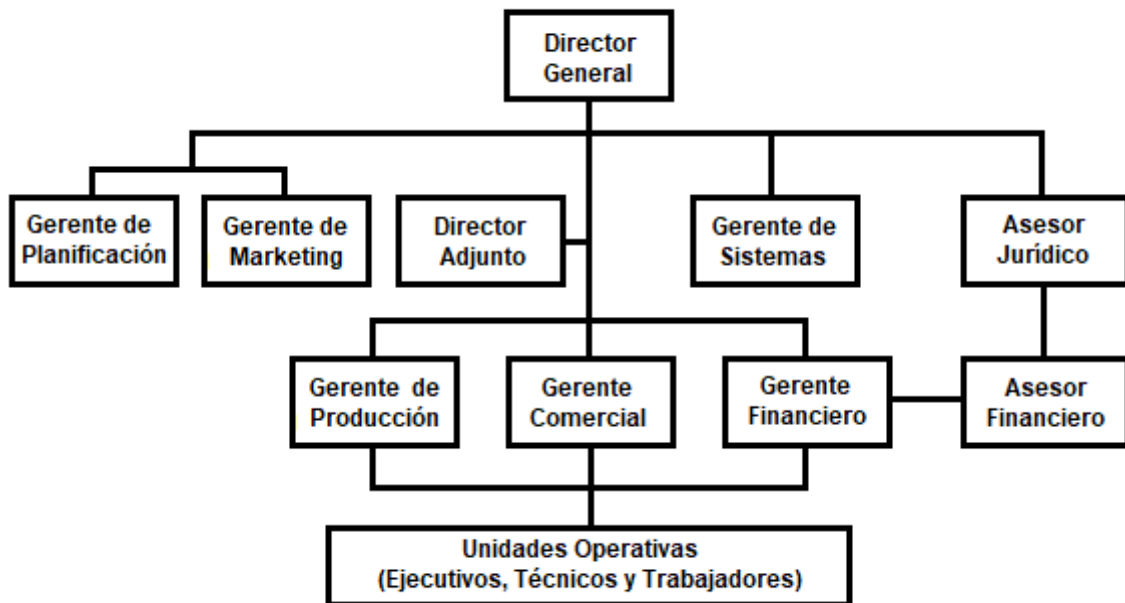 Director
General
Gerente de
Planificación
Gerente de
Marketing
Director
Adjunto
Gerente de
Sistemas
Asesor
Jurídico
Gerente de
Producción
Gerente
Comercial
Gerente
Financiero
Asesor
Financiero
Unidades Operativas
(Ejecutivos, Técnicos y Trabajadores)